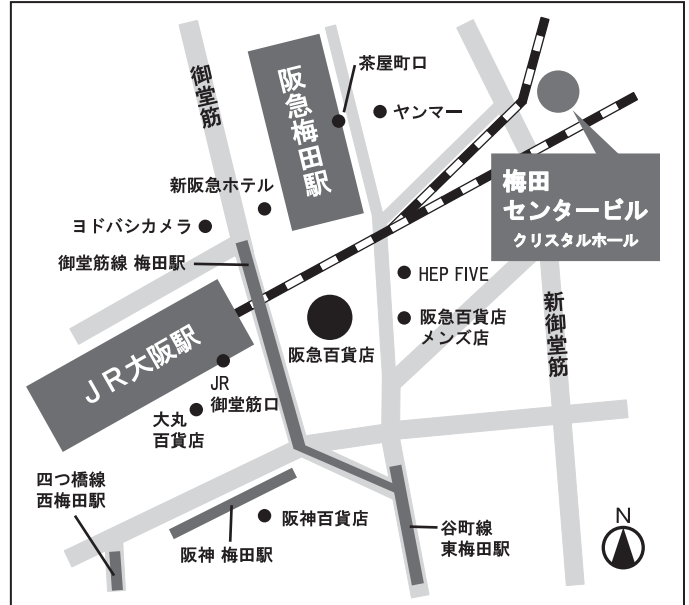 御堂筋
阪急梅田駅
茶屋町口
ヤンマー
梅田
センタービル
クリスタルホール
新阪急ホテル
ヨドバシカメラ
御堂筋線 梅田駅
HEP FIVE
阪急百貨店
メンズ店
新御堂筋
阪急百貨店
JR大阪駅
JR
御堂筋口
大丸
百貨店
四つ橋線
西梅田駅
阪神百貨店
阪神 梅田駅
谷町線
東梅田駅
N